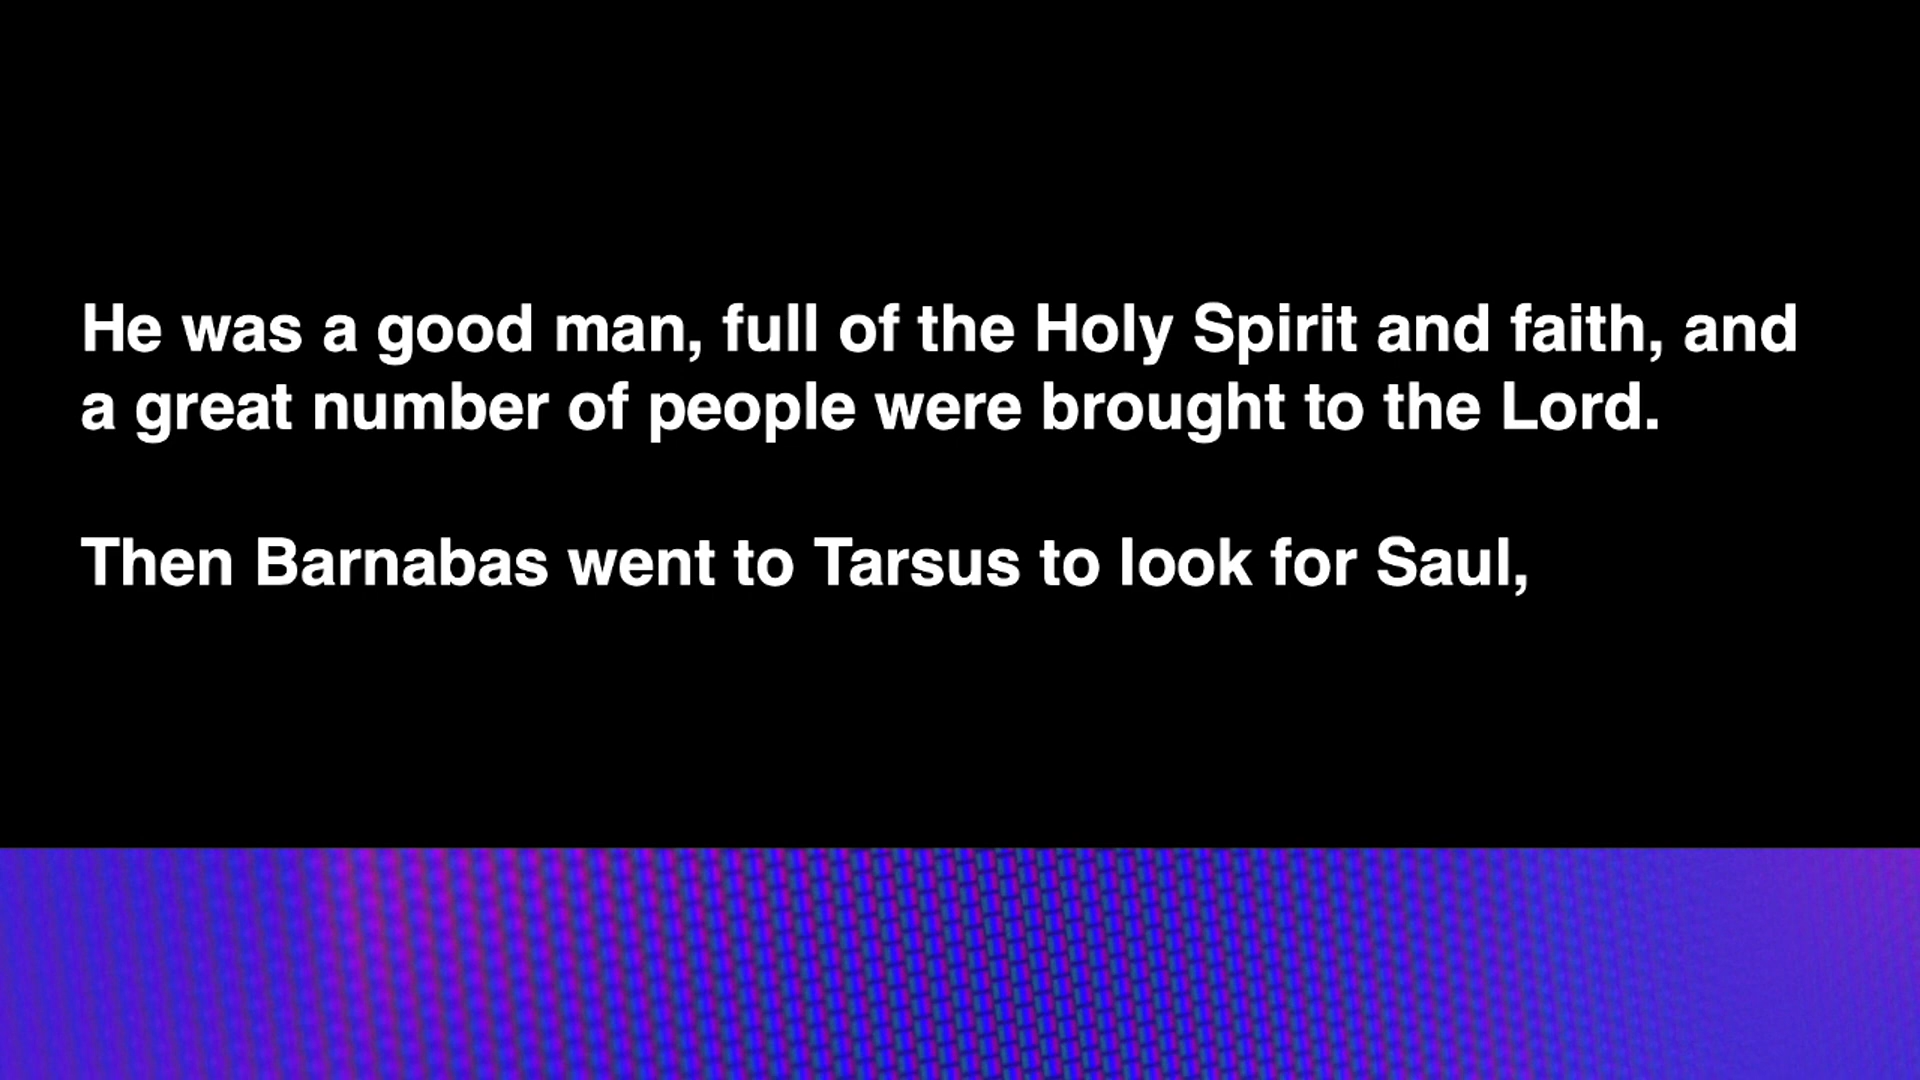 He was a good man, full of the Holy Spirit and faith, and
a great number of people were brought to the Lord.
Then Barnabas went to Tarsus to look for Saul,